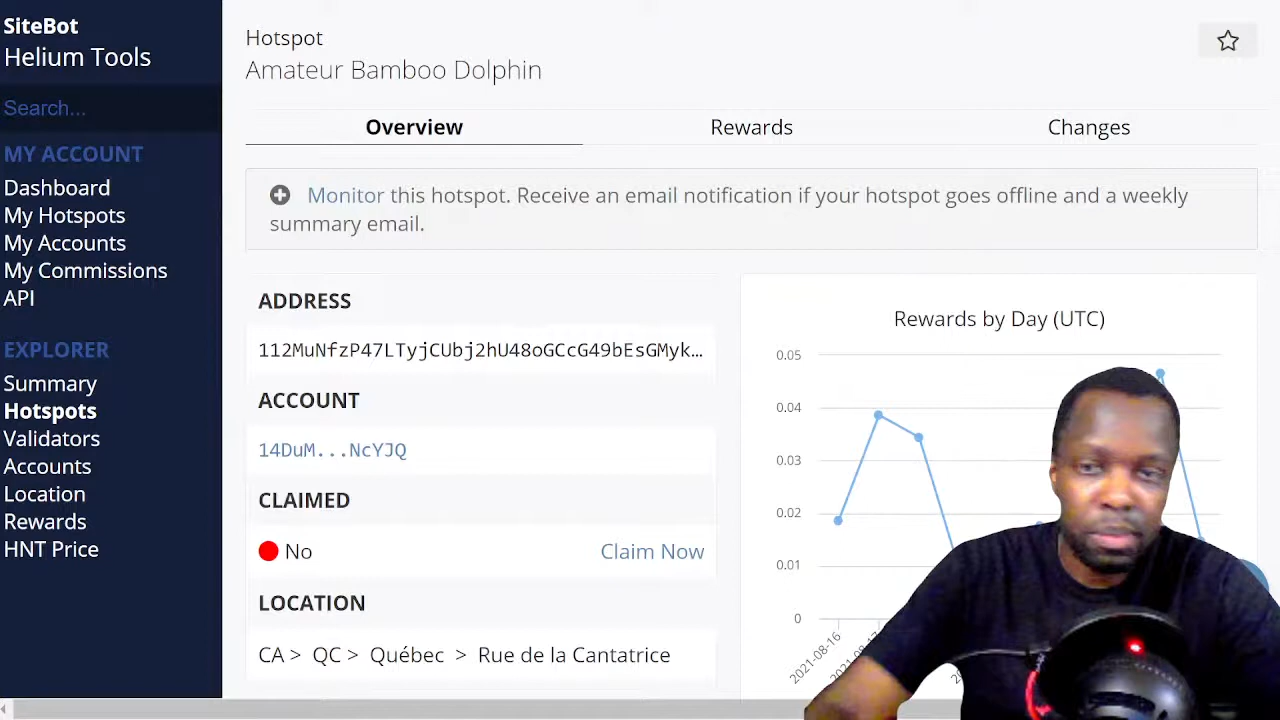 SiteBot
Helium Tools
Search...
MY ACCOUNT
Dashboard
My Hotspots
My Accounts
My Commissions
API
EXPLORER
Summary
Hotspots
Validators
Accounts
Location
Rewards
HNT Price
Hotspot
Amateur Bamboo Dolphin
Overview
Rewards
Changes
Monitor this hotspot. Receive an email notification if your hotspot goes offline and a weekly
summary email.
ADDRESS
112MuNfzP47LTyjCUbj2hU48oGCcG49bEsGMyk…
ACCOUNT
14DuM...NcYJQ
CLAIMED
No
Claim Now
LOCATION
CA > QC > Québec > Rue de la Cantatrice
Rewards by Day (UTC)
0.05
0.04
0.03
0.02
0.01
0
2021-08-16